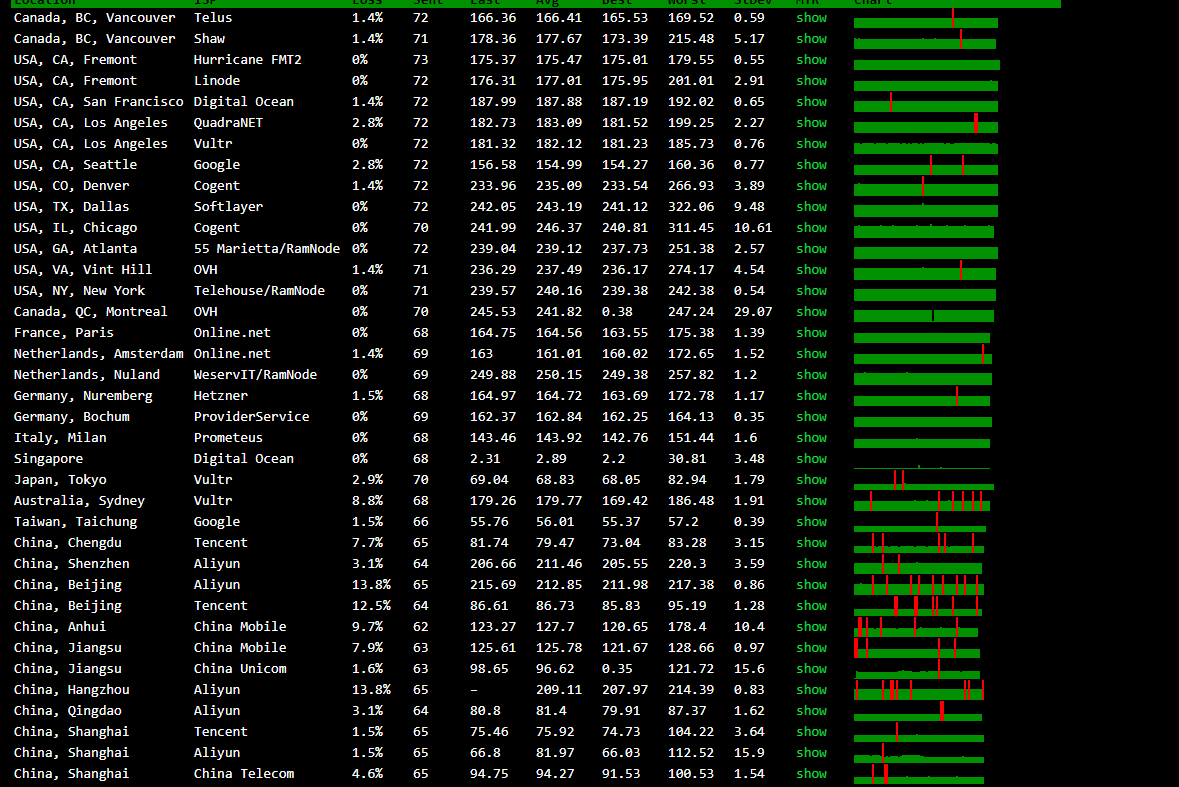 Location ISP Loss Sent Last Avg Best Worst StDev MTR Chart
Canada, BC, Vancouver Telus 1.4% 72 166.36 166.41 165.53 169.52 0.59 show
Canada, BC, Vancouver Shaw 1.4% 71 178.36 177.67 173.39 215.48 5.17 show
USA, CA, Fremont Hurricane FMT2 0% 73 175.37 175.47 175.01 179.55 0.55 show
USA, CA, Fremont Linode 0% 72 176.31 177.01 175.95 201.01 2.91 show
USA, CA, San Francisco Digital Ocean 1.4% 72 187.99 187.88 187.19 192.02 0.65 show
USA, CA, Los Angeles QuadraNET 2.8% 72 182.73 183.09 181.52 199.25 2.27 show
USA, CA, Los Angeles Vultr 0% 72 181.32 182.12 181.23 185.73 0.76 show
USA, CA, Seattle Google 2.8% 72 156.58 154.99 154.27 160.36 0.77 show
USA, CO, Denver Cogent 1.4% 72 233.96 235.09 233.54 266.93 3.89 show
USA, TX, Dallas Softlayer 0% 72 242.05 243.19 241.12 322.06 9.48 show
USA, IL, Chicago Cogent 0% 70 241.99 246.37 240.81 311.45 10.61 show
USA, GA, Atlanta 55 Marietta/RamNode 0% 72 239.04 239.12 237.73 251.38 2.57 show
USA, VA, Vint Hill OVH 1.4% 71 236.29 237.49 236.17 274.17 4.54 show
USA, NY, New York Telehouse/RamNode 0% 71 239.57 240.16 239.38 242.38 0.54 show
Canada, QC, Montreal OVH 0% 70 245.53 241.82 0.38 247.24 29.07 show
France, Paris Online.net 0% 68 164.75 164.56 163.55 175.38 1.39 show
Netherlands, Amsterdam Online.net 1.4% 69 163 161.01 160.02 172.65 1.52 show
Netherlands, Nuland WeservIT/RamNode 0% 69 249.88 250.15 249.38 257.82 1.2 show
Germany, Nuremberg Hetzner 1.5% 68 164.97 164.72 163.69 172.78 1.17 show
Germany, Bochum ProviderService 0% 69 162.37 162.84 162.25 164.13 0.35 show
Italy, Milan Prometeus 0% 68 143.46 143.92 142.76 151.44 1.6 show
Singapore Digital Ocean 0% 68 2.31 2.89 2.2 30.81 3.48 show
Japan, Tokyo Vultr 2.9% 70 69.04 68.83 68.05 82.94 1.79 show
Australia, Sydney Vultr 8.8% 68 179.26 179.77 169.42 186.48 1.91 show
Taiwan, Taichung Google 1.5% 66 55.76 56.01 55.37 57.2 0.39 show
China, Chengdu Tencent 7.7% 65 81.74 79.47 73.04 83.28 3.15 show
China, Shenzhen Aliyun 3.1% 64 206.66 211.46 205.55 220.3 3.59 show
China, Beijing Aliyun 13.8% 65 215.69 212.85 211.98 217.38 0.86 show
China, Beijing Tencent 12.5% 64 86.61 86.73 85.83 95.19 1.28 show
China, Anhui China Mobile 9.7% 62 123.27 127.7 120.65 178.4 10.4 show
China, Jiangsu China Mobile 7.9% 63 125.61 125.78 121.67 128.66 0.97 show
China, Jiangsu China Unicom 1.6% 63 98.65 96.62 0.35 121.72 15.6 show
China, Hangzhou Aliyun 13.8% 65 – 209.11 207.97 214.39 0.83 show
China, Qingdao Aliyun 3.1% 64 80.8 81.4 79.91 87.37 1.62 show
China, Shanghai Tencent 1.5% 65 75.46 75.92 74.73 104.22 3.64 show
China, Shanghai Aliyun 1.5% 65 66.8 81.97 66.03 112.52 15.9 show
China, Shanghai China Telecom 4.6% 65 94.75 94.27 91.53 100.53 1.54 show